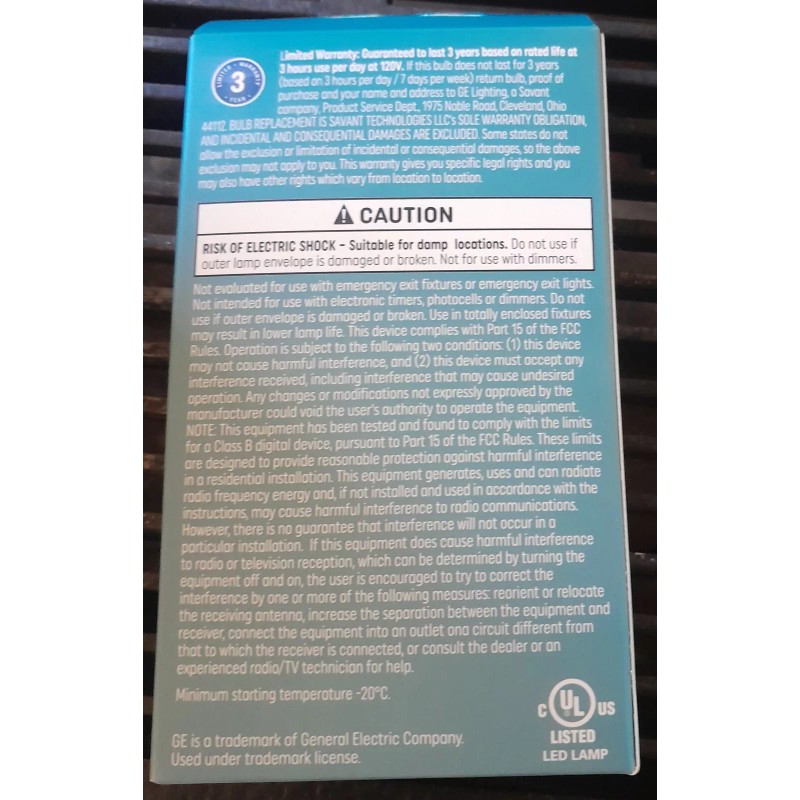 LIMITED • WARRANTY
3
• YEAR •
Limited Warranty: Guaranteed to last 3 years based on rated life at
3 hours use per day at 120V. If this bulb does not last for 3 years
(based on 3 hours per day / 7 days per week) return bulb, proof of
purchase and your name and address to GE Lighting, a Savant
company, Product Service Dept., 1975 Noble Road, Cleveland, Ohio
44112. BULB REPLACEMENT IS SAVANT TECHNOLOGIES LLC's SOLE WARRANTY OBLIGATION,
AND INCIDENTAL AND CONSEQUENTIAL DAMAGES ARE EXCLUDED. Some states do not
allow the exclusion or limitation of incidental or consequential damages, so the above
exclusion may not apply to you. This warranty gives you specific legal rights and you
may also have other rights which vary from location to location.
CAUTION
RISK OF ELECTRIC SHOCK – Suitable for damp locations. Do not use if
outer lamp envelope is damaged or broken. Not for use with dimmers.
Not evaluated for use with emergency exit fixtures or emergency exit lights.
Not intended for use with electronic timers, photocells or dimmers. Do not
use if outer envelope is damaged or broken. Use in totally enclosed fixtures
may result in lower lamp life. This device complies with Part 15 of the FCC
Rules. Operation is subject to the following two conditions: (1) this device
may not cause harmful interference, and (2) this device must accept any
interference received, including interference that may cause undesired
operation. Any changes or modifications not expressly approved by the
manufacturer could void the user's authority to operate the equipment.
NOTE: This equipment has been tested and found to comply with the limits
for a Class B digital device, pursuant to Part 15 of the FCC Rules. These limits
are designed to provide reasonable protection against harmful interference
in a residential installation. This equipment generates, uses and can radiate
radio frequency energy and, if not installed and used in accordance with the
instructions, may cause harmful interference to radio communications.
However, there is no guarantee that interference will not occur in a
particular installation. If this equipment does cause harmful interference
to radio or television reception, which can be determined by turning the
equipment off and on, the user is encouraged to try to correct the
interference by one or more of the following measures: reorient or relocate
the receiving antenna, increase the separation between the equipment and
receiver, connect the equipment into an outlet ona circuit different from
that to which the receiver is connected, or consult the dealer or an
experienced radio/TV technician for help.
Minimum starting temperature -20°C.
GE is a trademark of General Electric Company.
Used under trademark license.
C UL US
LISTED
LED LAMP